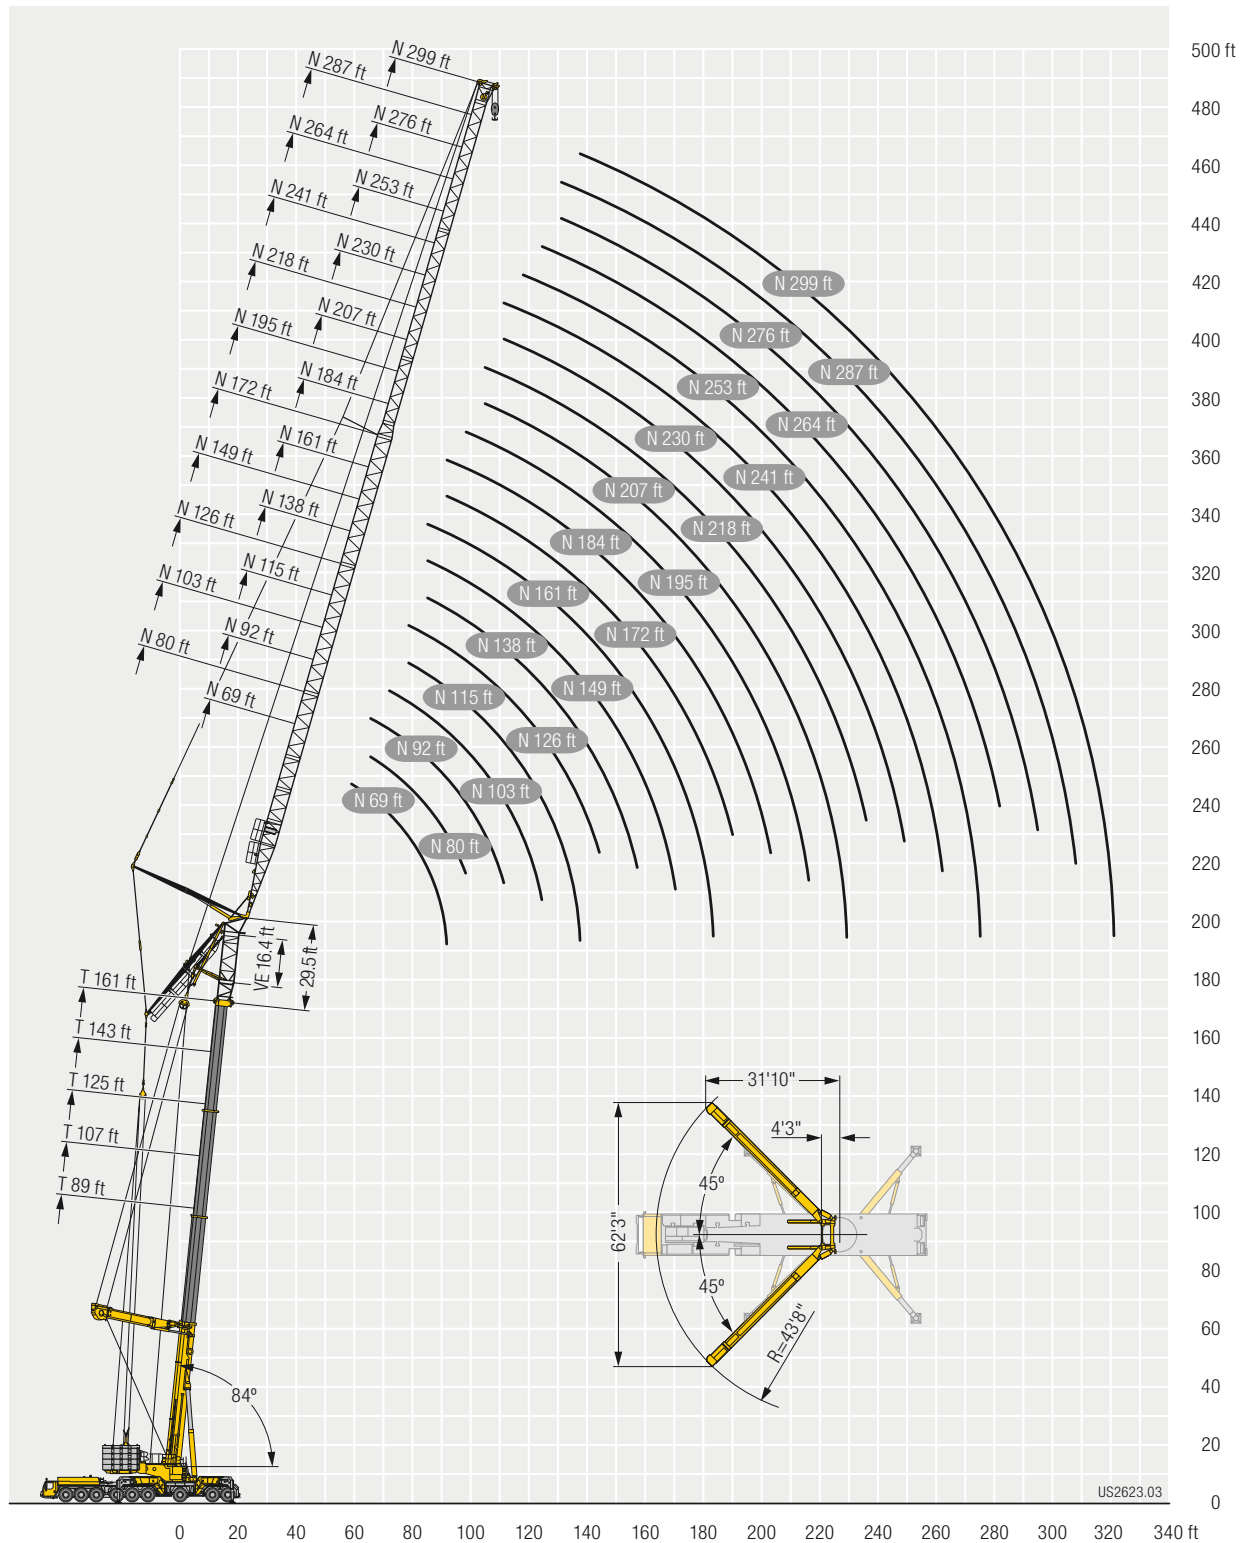 N 299 ft
500 ft
N 287 ft
480
N 276 ft
N 264 ft
460
N 253 ft
N 241 ft
440
N 230 ft
N 218 ft
420
N 299 ft
N 207 ft
N 195 ft
400
N 276 ft
N 184 ft
N 172 ft
N 287 ft
380
N 253 ft
N 264 ft
N 161 ft
N 230 ft
360
N 149 ft
N 241 ft
N 207 ft
N 138 ft
340
N 126 ft
N 218 ft
N 184 ft
N 115 ft
320
N 103 ft
N 195 ft
N 161 ft
N 92 ft
300
N 172 ft
N 80 ft
N 138 ft
N 69 ft
280
N 149 ft
N 115 ft
260
N 126 ft
N 92 ft
240
N 103 ft
N 69 ft
N 80 ft
220
200
VE 16.4 ft
29.5 ft
T 161 ft
180
T 143 ft
160
T 125 ft
31'10"
140
T 107 ft
4'3"
120
T 89 ft
45º
100
62'3"
80
45º
R=43'8"
60
84º
40
20
US2623.03
0
0 20 40 60 80 100 120 140 160 180 200 220 240 260 280 300 320 340 ft